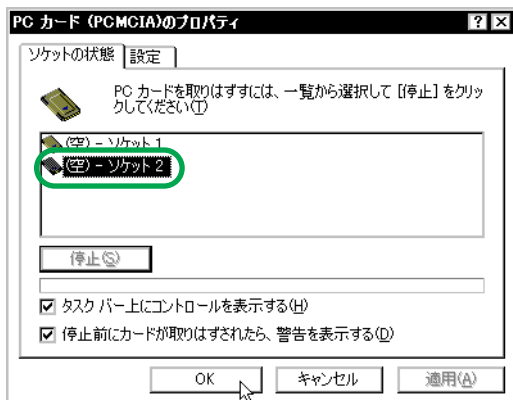 PC カード (PCMCIA)のプロパティ
ソケットの状態 設定
PC カードを取りはずすには、一覧から選択して [停止] をクリッ
クしてください(T)
(空) - ソケット 1
(空) - ソケット 2
停止(S)
タスク バー上にコントロールを表示する(H)
停止前にカードが取りはずされたら、警告を表示する(D)
OK キャンセル 適用(A)